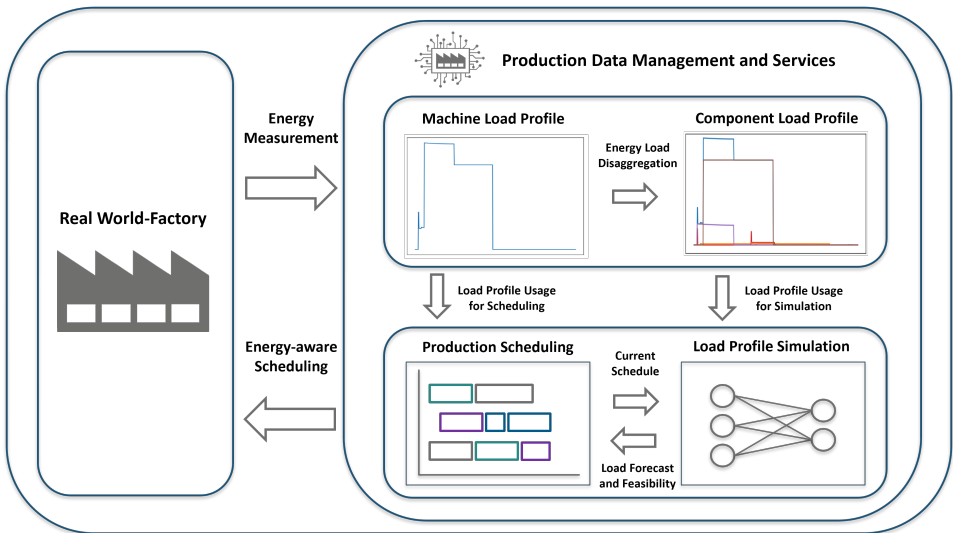 Production Data Management and Services
Real World-Factory
Energy
Measurement
Energy-aware
Scheduling
Machine Load Profile
Energy Load
Disaggregation
Component Load Profile
Load Profile Usage
for Scheduling
Load Profile Usage
for Simulation
Production Scheduling
Current
Schedule
Load Forecast
and Feasibility
Load Profile Simulation